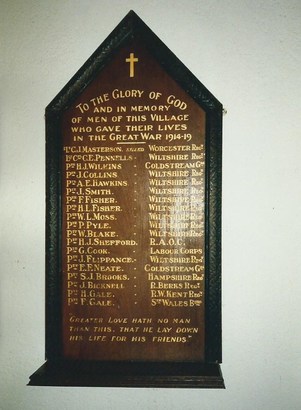 To The Glory of God
and in memory
of men of this Village
who gave their lives
in the Great War 1914-19
Lt C.J. Masterson. Worcester Regt
L/Cpl C.E. Pennells - Wiltshire Regt
Pte H.J. Wilkins - Coldstream Gds
Pte J. Collins - Wiltshire Regt
Pte A.E. Hawkins - Wiltshire Regt
Pte J. Smith - Wiltshire Regt
Pte F. Fisher - Wiltshire Regt
Pte H.L. Fisher - Wiltshire Regt
Pte W.L. Moss - Wiltshire Regt
Pte P. Pyle - Wiltshire Regt
Pte W. Blake - Wiltshire Regt
Pte H.J. Shefford - R.A.O.C.
Pte G. Cook - Labour Corps
Pte J. Flippance - Wiltshire Regt
Pte E.F. Neate - Coldstream Gds
Pte S.J. Brooks - Hampshire Regt
Pte J. Bicknell - R. Berks Regt
Pte H. Gale - R.W. Kent Regt
Pte F. Gale - Sth Wales Bdrs
Greater Love hath no man
than this, that he lay down
his life for his friends."